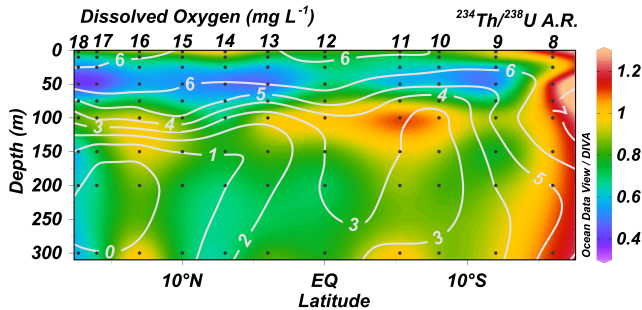 Dissolved Oxygen (mg L⁻¹)
²³⁴Th/²³⁸U A.R.
18 17 16 15 14 13 12 11 10 9 8
0
50
100
150
200
250
300
Depth (m)
6 6
6 6
5 4
4
3
7
1 5
2 3 3
0
10°N EQ 10°S
Latitude
1.2
1
0.8
0.6
0.4
Ocean Data View / DIVA